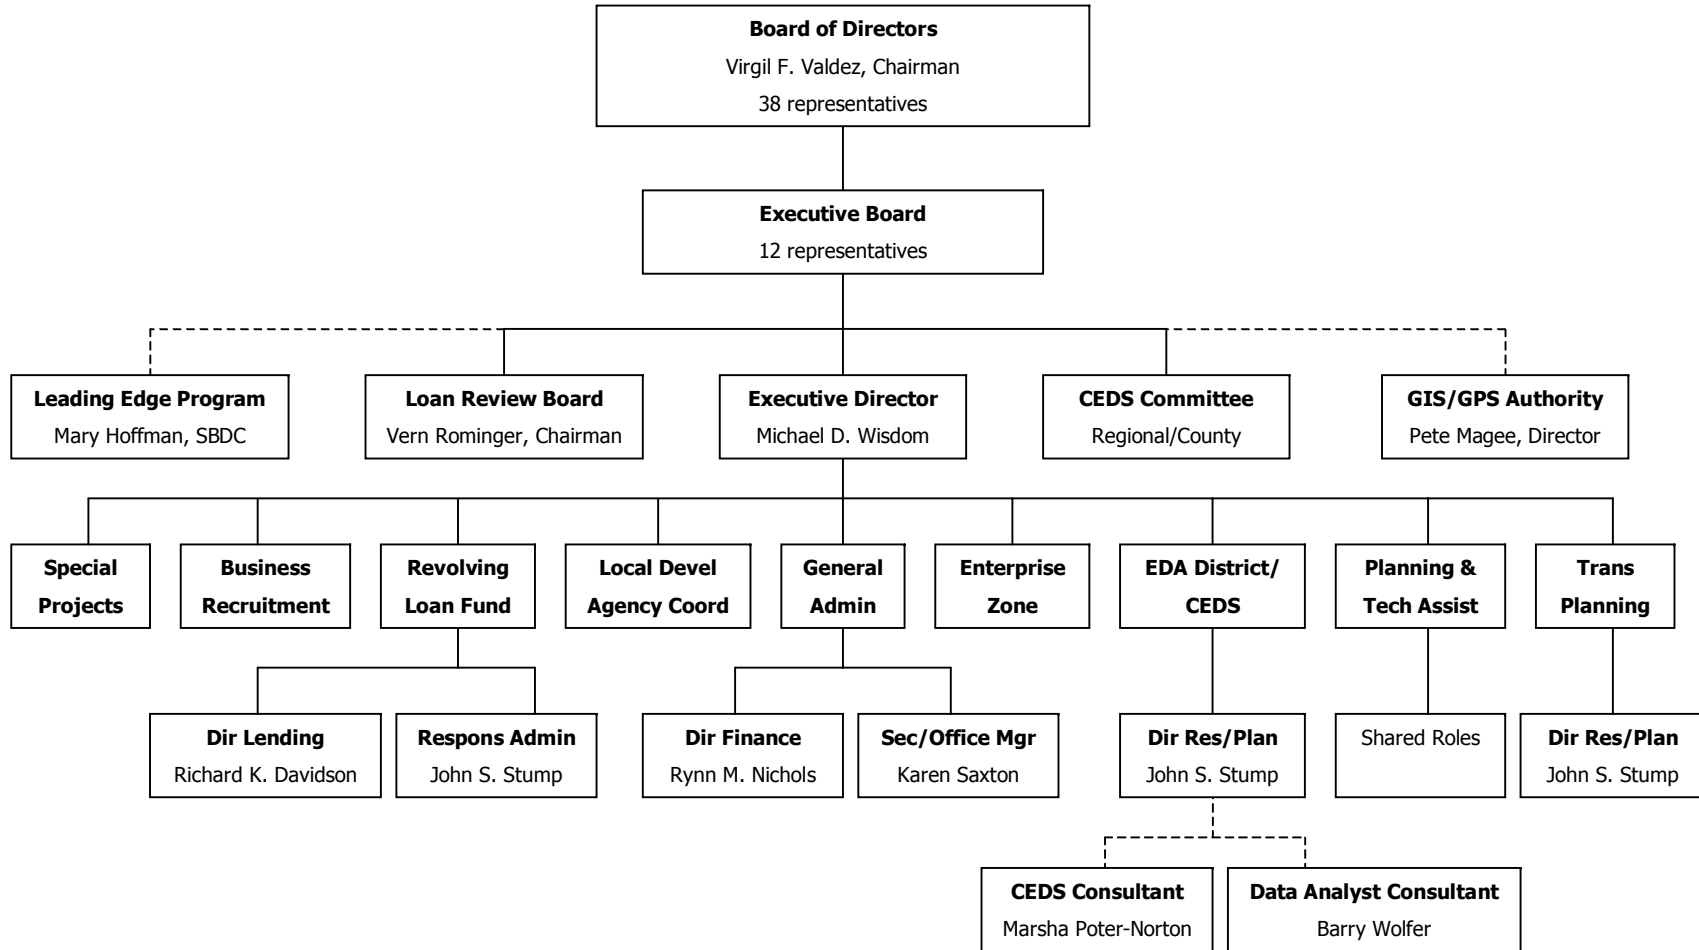 Board of Directors
Virgil F. Valdez, Chairman
38 representatives
Executive Board
12 representatives
Leading Edge Program
Mary Hoffman, SBDC
Loan Review Board
Vern Rominger, Chairman
Executive Director
Michael D. Wisdom
CEDS Committee
Regional/County
GIS/GPS Authority
Pete Magee, Director
Special
Projects
Business
Recruitment
Revolving
Loan Fund
Local Devel
Agency Coord
General
Admin
Enterprise
Zone
EDA District/
CEDS
Planning &
Tech Assist
Trans
Planning
Dir Lending
Richard K. Davidson
Respons Admin
John S. Stump
Dir Finance
Rynn M. Nichols
Sec/Office Mgr
Karen Saxton
Dir Res/Plan
John S. Stump
Shared Roles
Dir Res/Plan
John S. Stump
CEDS Consultant
Marsha Poter-Norton
Data Analyst Consultant
Barry Wolfer